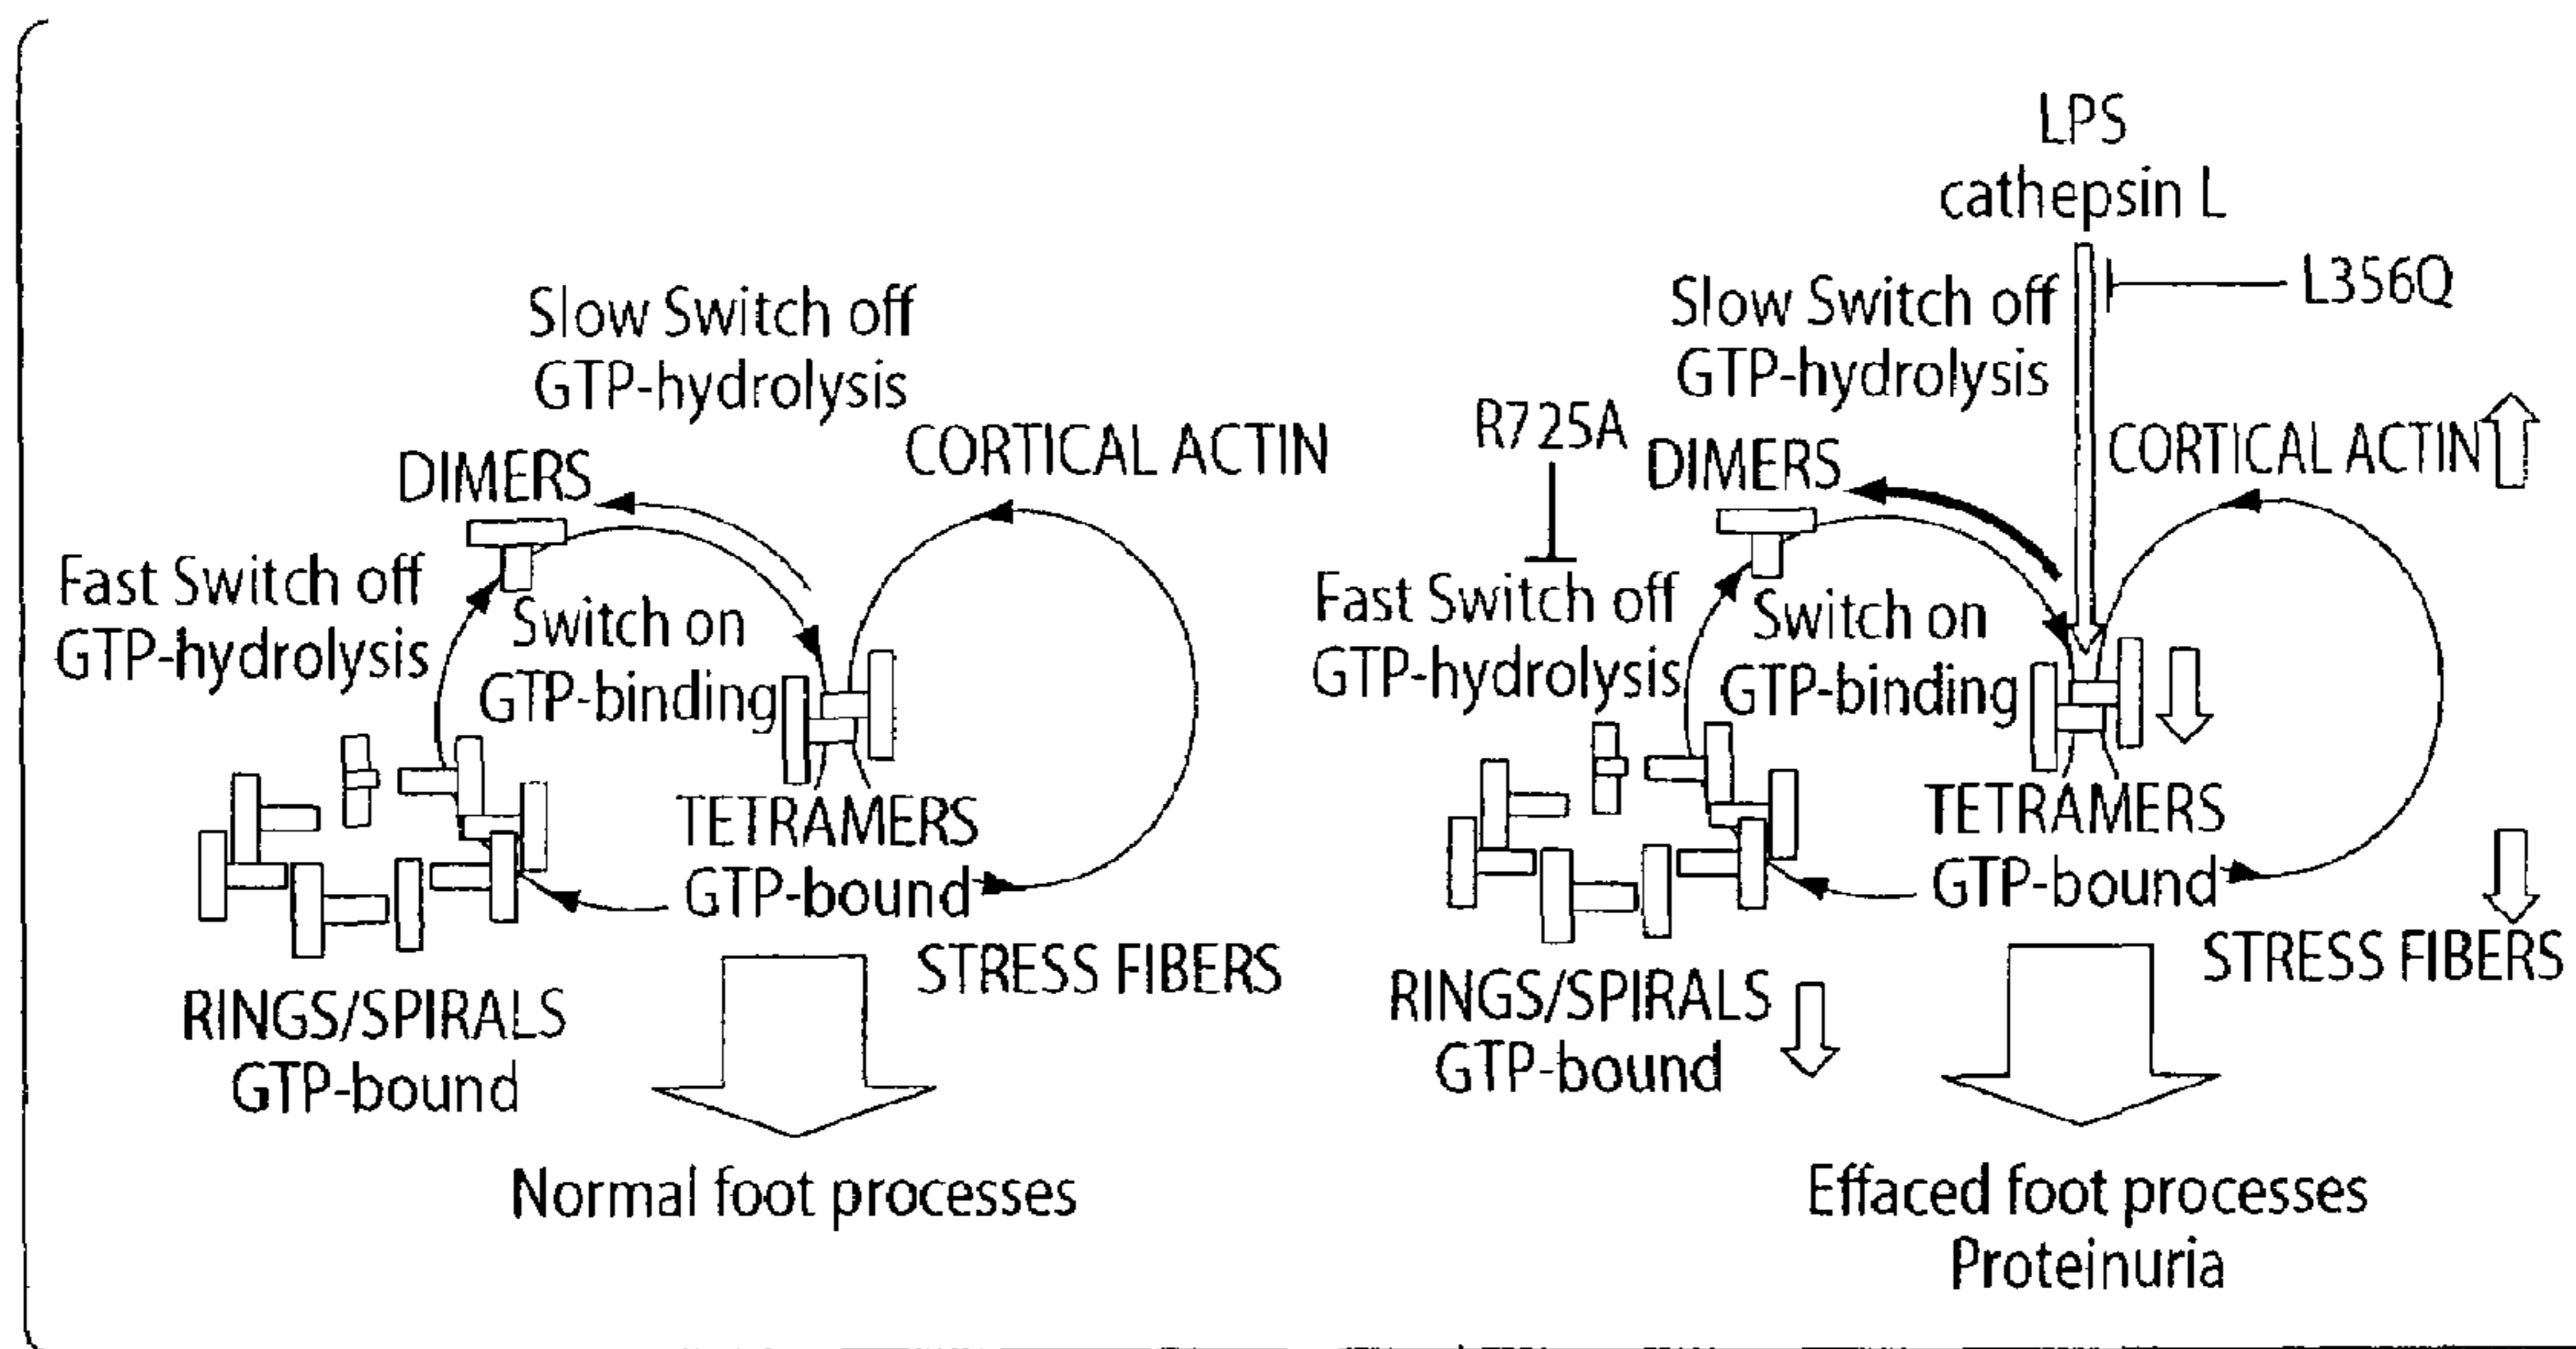 Slow Switch off
GTP-hydrolysis
CORTICAL ACTIN
DIMERS
Fast Switch off
GTP-hydrolysis
Switch on
GTP-binding
TETRAMERS
GTP-bound
STRESS FIBERS
RINGS/SPIRALS
GTP-bound
Normal foot processes
LPS
cathepsin L
L356Q
Slow Switch off
GTP-hydrolysis
R725A
CORTICAL ACTIN
DIMERS
Fast Switch off
GTP-hydrolysis
Switch on
GTP-binding
TETRAMERS
GTP-bound
STRESS FIBERS
RINGS/SPIRALS
GTP-bound
Effaced foot processes
Proteinuria